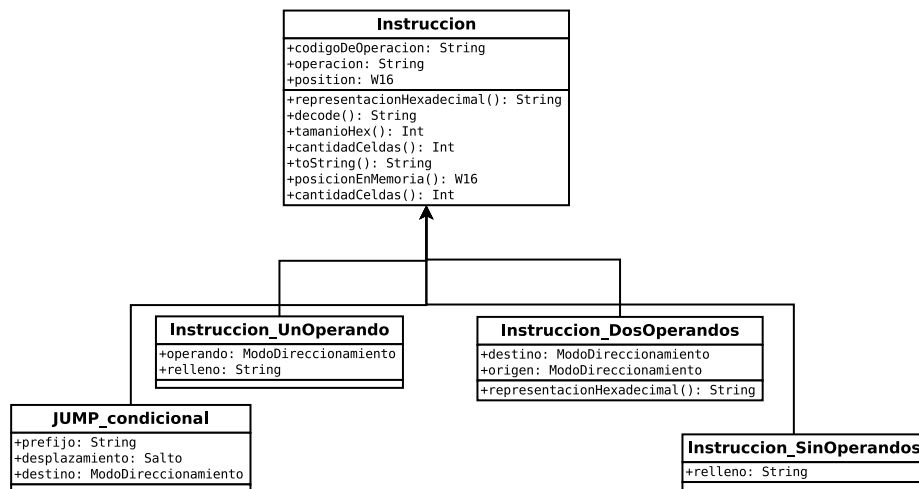 Instruccion
+codigoDeOperacion: String
+operacion: String
+position: W16
+representacionHexadecimal(): String
+decode(): String
+tamanioHex(): Int
+cantidadCeldas(): Int
+toString(): String
+posicionEnMemoria(): W16
+cantidadCeldas(): Int
Instruccion_UnOperando
+operando: ModoDireccionamiento
+relleno: String
Instruccion_DosOperandos
+destino: ModoDireccionamiento
+origen: ModoDireccionamiento
+representacionHexadecimal(): String
JUMP_condicional
+prefijo: String
+desplazamiento: Salto
+destino: ModoDireccionamiento
Instruccion_SinOperandos
+relleno: String